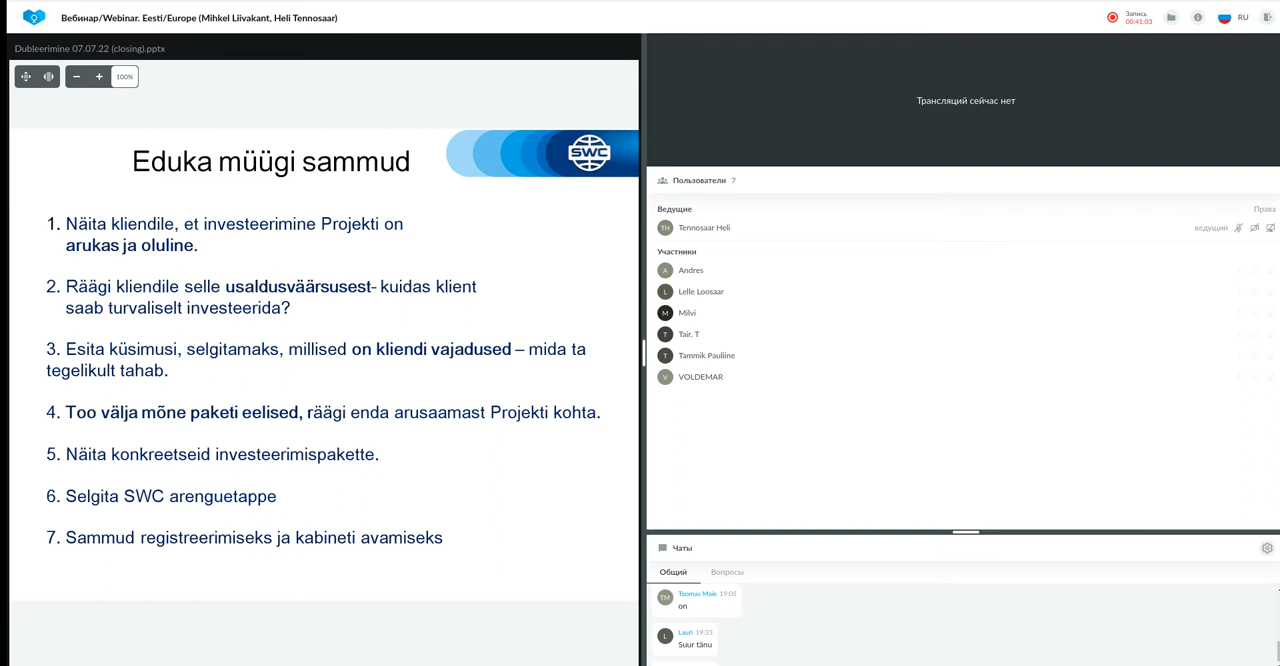 Вебинар/Webinar. Eesti/Europe (Mihkel Liivakant, Heli Tennosaar)
Запись
00:41:03
RU
Dubleerimine 07.07.22 (closing).pptx
100%
Eduka müügi sammud
SWC
1. Näita kliendile, et investeerimine Projekti on
arukas ja oluline.
2. Räägi kliendile selle usaldusväärsusest- kuidas klient
saab turvaliselt investeerida?
3. Esita küsimusi, selgitamaks, millised on kliendi vajadused – mida ta
tegelikult tahab.
4. Too välja mõne paketi eelised, räägi enda arusaamast Projekti kohta.
5. Näita konkreetseid investeerimispakette.
6. Selgita SWC arenguetappe
7. Sammud registreerimiseks ja kabineti avamiseks
Трансляций сейчас нет
Пользователи 7
Ведущие Права
TH Tennosaar Heli ведущий
Участники
A Andres
L Lelle Loosaar
M Milvi
T Tair. T
T Tammik Pauliine
V VOLDEMAR
Чаты
Общий Вопросы
TM Toomas Maie 19:05
on
L Lauri 19:33
Suur tänu